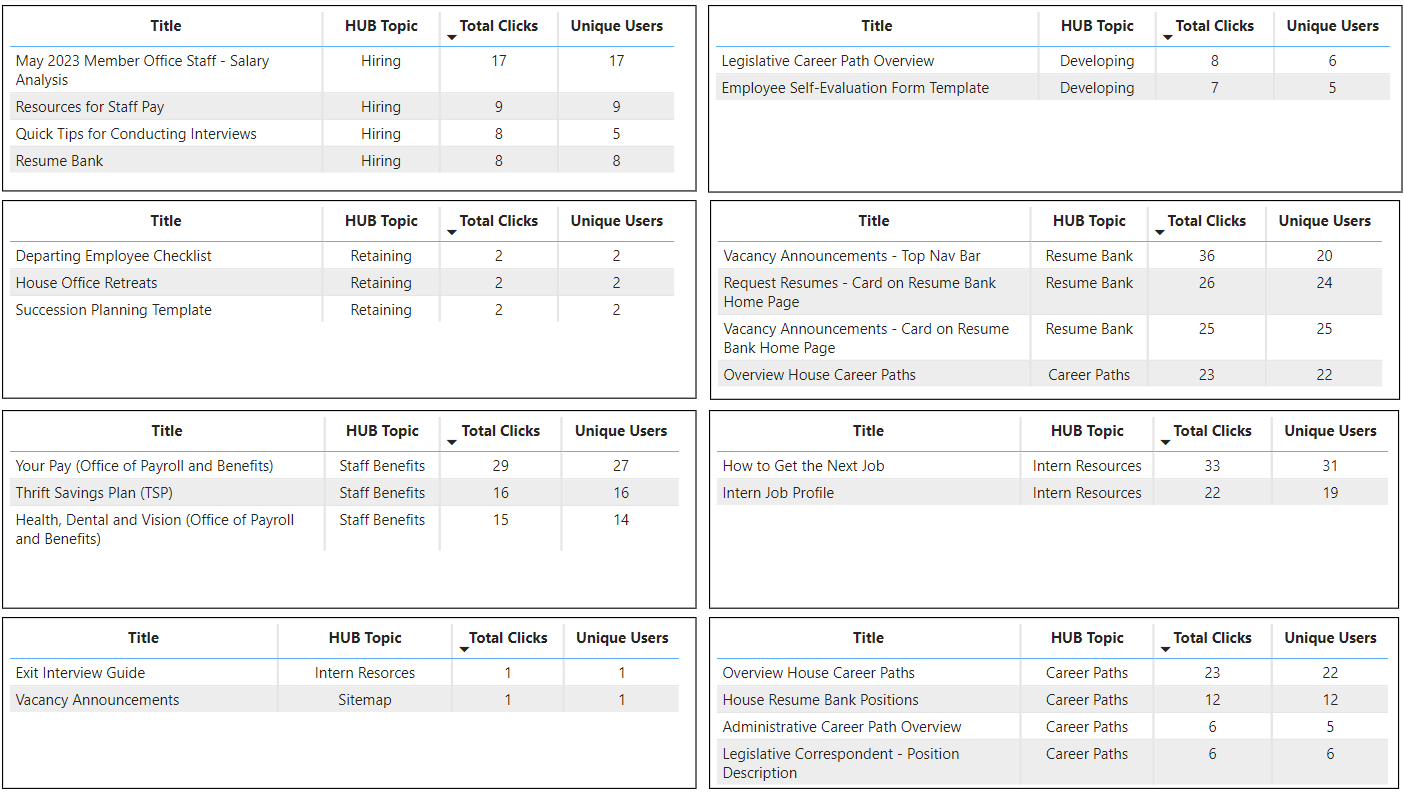 Title HUB Topic Total Clicks Unique Users
May 2023 Member Office Staff - Salary Hiring 17 17
Analysis
Resources for Staff Pay Hiring 9 9
Quick Tips for Conducting Interviews Hiring 8 5
Resume Bank Hiring 8 8
Title HUB Topic Total Clicks Unique Users
Legislative Career Path Overview Developing 8 6
Employee Self-Evaluation Form Template Developing 7 5
Title HUB Topic Total Clicks Unique Users
Departing Employee Checklist Retaining 2 2
House Office Retreats Retaining 2 2
Succession Planning Template Retaining 2 2
Title HUB Topic Total Clicks Unique Users
Vacancy Announcements - Top Nav Bar Resume Bank 36 20
Request Resumes - Card on Resume Bank Resume Bank 26 24
Home Page
Vacancy Announcements - Card on Resume Resume Bank 25 25
Bank Home Page
Overview House Career Paths Career Paths 23 22
Title HUB Topic Total Clicks Unique Users
Your Pay (Office of Payroll and Benefits) Staff Benefits 29 27
Thrift Savings Plan (TSP) Staff Benefits 16 16
Health, Dental and Vision (Office of Payroll Staff Benefits 15 14
and Benefits)
Title HUB Topic Total Clicks Unique Users
How to Get the Next Job Intern Resources 33 31
Intern Job Profile Intern Resources 22 19
Title HUB Topic Total Clicks Unique Users
Exit Interview Guide Intern Resorces 1 1
Vacancy Announcements Sitemap 1 1
Title HUB Topic Total Clicks Unique Users
Overview House Career Paths Career Paths 23 22
House Resume Bank Positions Career Paths 12 12
Administrative Career Path Overview Career Paths 6 5
Legislative Correspondent - Position Career Paths 6 6
Description